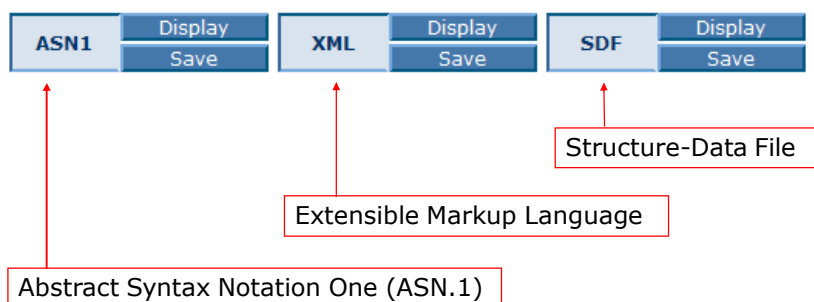 ASN1
Display
Save
XML
Display
Save
SDF
Display
Save
Structure-Data File
Extensible Markup Language
Abstract Syntax Notation One (ASN.1)